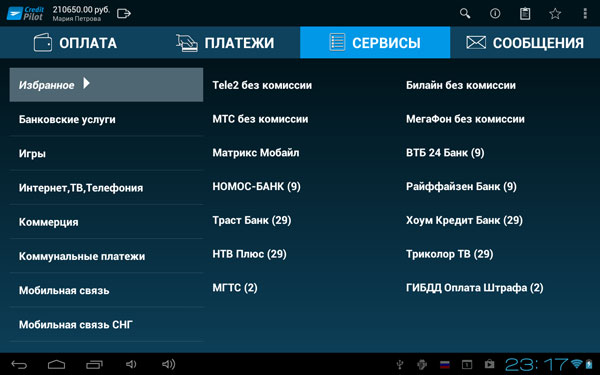 Credit Pilot
210650.00 руб.
Мария Петрова
ОПЛАТА
ПЛАТЕЖИ
СЕРВИСЫ
СООБЩЕНИЯ
Избранное
Tele2 без комиссии
Билайн без комиссии
Банковские услуги
МТС без комиссии
МегаФон без комиссии
Игры
Матрикс Мобайл
ВТБ 24 Банк (9)
Интернет,ТВ,Телефония
НОМОС-БАНК (9)
Райффайзен Банк (9)
Коммерция
Траст Банк (29)
Хоум Кредит Банк (29)
Коммунальные платежи
НТВ Плюс (29)
Триколор ТВ (29)
Мобильная связь
МГТС (2)
ГИБДД Оплата Штрафа (2)
Мобильная связь СНГ
23:17